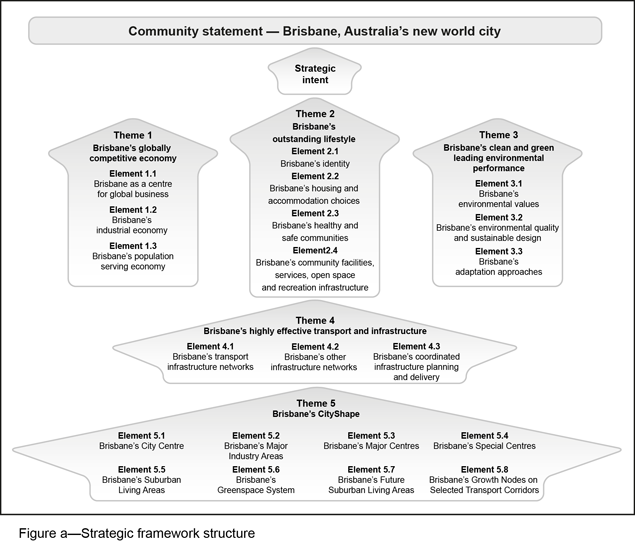 Community statement — Brisbane, Australia's new world city
Strategic
intent
Theme 1
Brisbane's globally
competitive economy
Element 1.1
Brisbane as a centre
for global business
Element 1.2
Brisbane's
industrial economy
Element 1.3
Brisbane's population
serving economy
Theme 2
Brisbane's
outstanding lifestyle
Element 2.1
Brisbane's identity
Element 2.2
Brisbane's housing and
accommodation choices
Element 2.3
Brisbane's healthy and
safe communities
Element2.4
Brisbane's community facilities,
services, open space
and recreation infrastructure
Theme 3
Brisbane's clean and green
leading environmental
performance
Element 3.1
Brisbane's
environmental values
Element 3.2
Brisbane's environmental quality
and sustainable design
Element 3.3
Brisbane's
adaptation approaches
Theme 4
Brisbane's highly effective transport and infrastructure
Element 4.1
Brisbane's transport
infrastructure networks
Element 4.2
Brisbane's other
infrastructure networks
Element 4.3
Brisbane's coordinated
infrastructure planning
and delivery
Theme 5
Brisbane's CityShape
Element 5.1
Brisbane's City Centre
Element 5.2
Brisbane's Major
Industry Areas
Element 5.3
Brisbane's Major Centres
Element 5.4
Brisbane's Special Centres
Element 5.5
Brisbane's Suburban
Living Areas
Element 5.6
Brisbane's
Greenspace System
Element 5.7
Brisbane's Future
Suburban Living Areas
Element 5.8
Brisbane's Growth Nodes on
Selected Transport Corridors
Figure a—Strategic framework structure